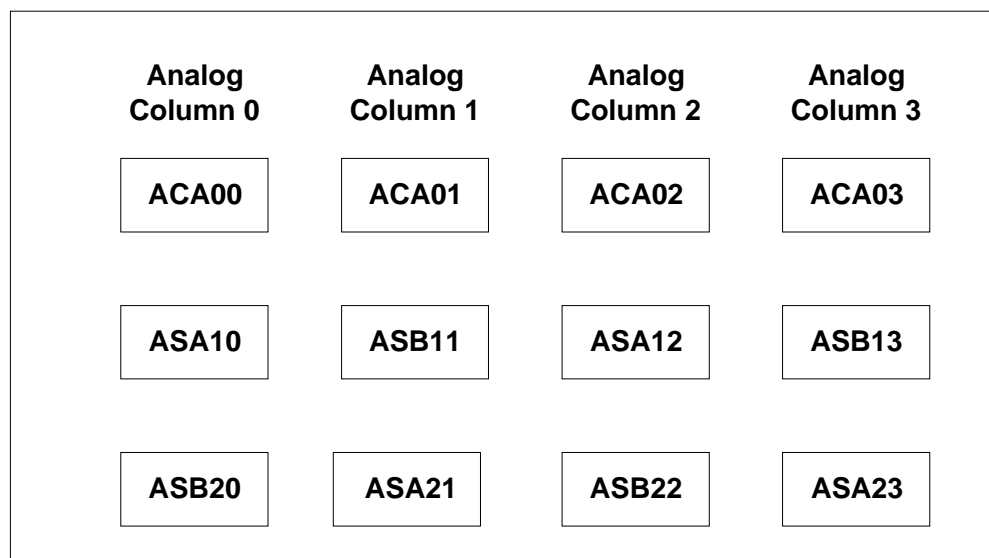 Analog Column 0
Analog Column 1
Analog Column 2
Analog Column 3
ACA00
ACA01
ACA02
ACA03
ASA10
ASB11
ASA12
ASB13
ASB20
ASA21
ASB22
ASA23